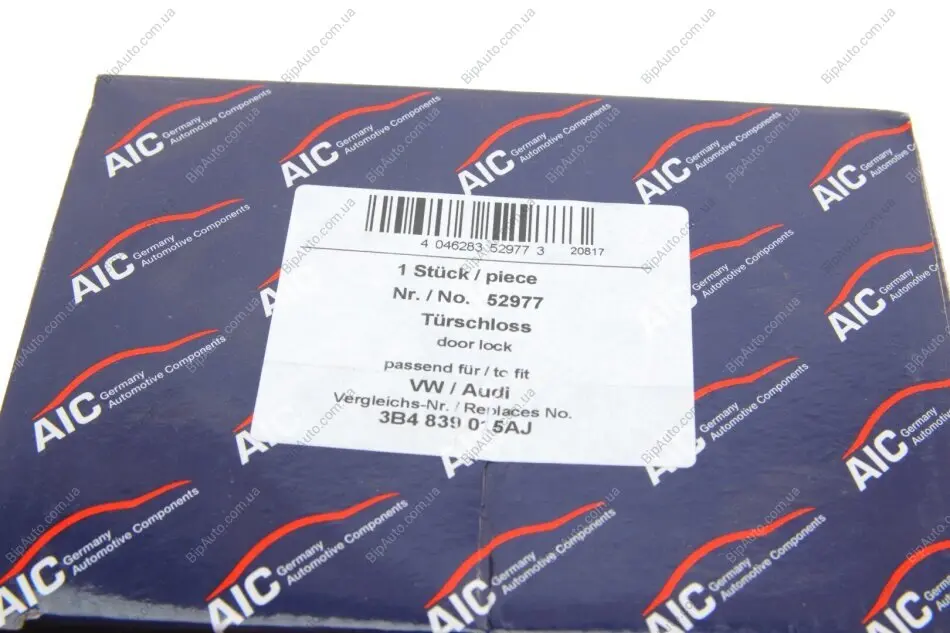 AIC Germany Automotive Components
4 046283 52977 3 20817
1 Stück / piece
Nr. / No. 52977
Türschloss
door lock
passend für / to fit
VW / Audi
Vergleichs-Nr. / Replaces No.
3B4 839 015AJ
BipAuto.com.ua